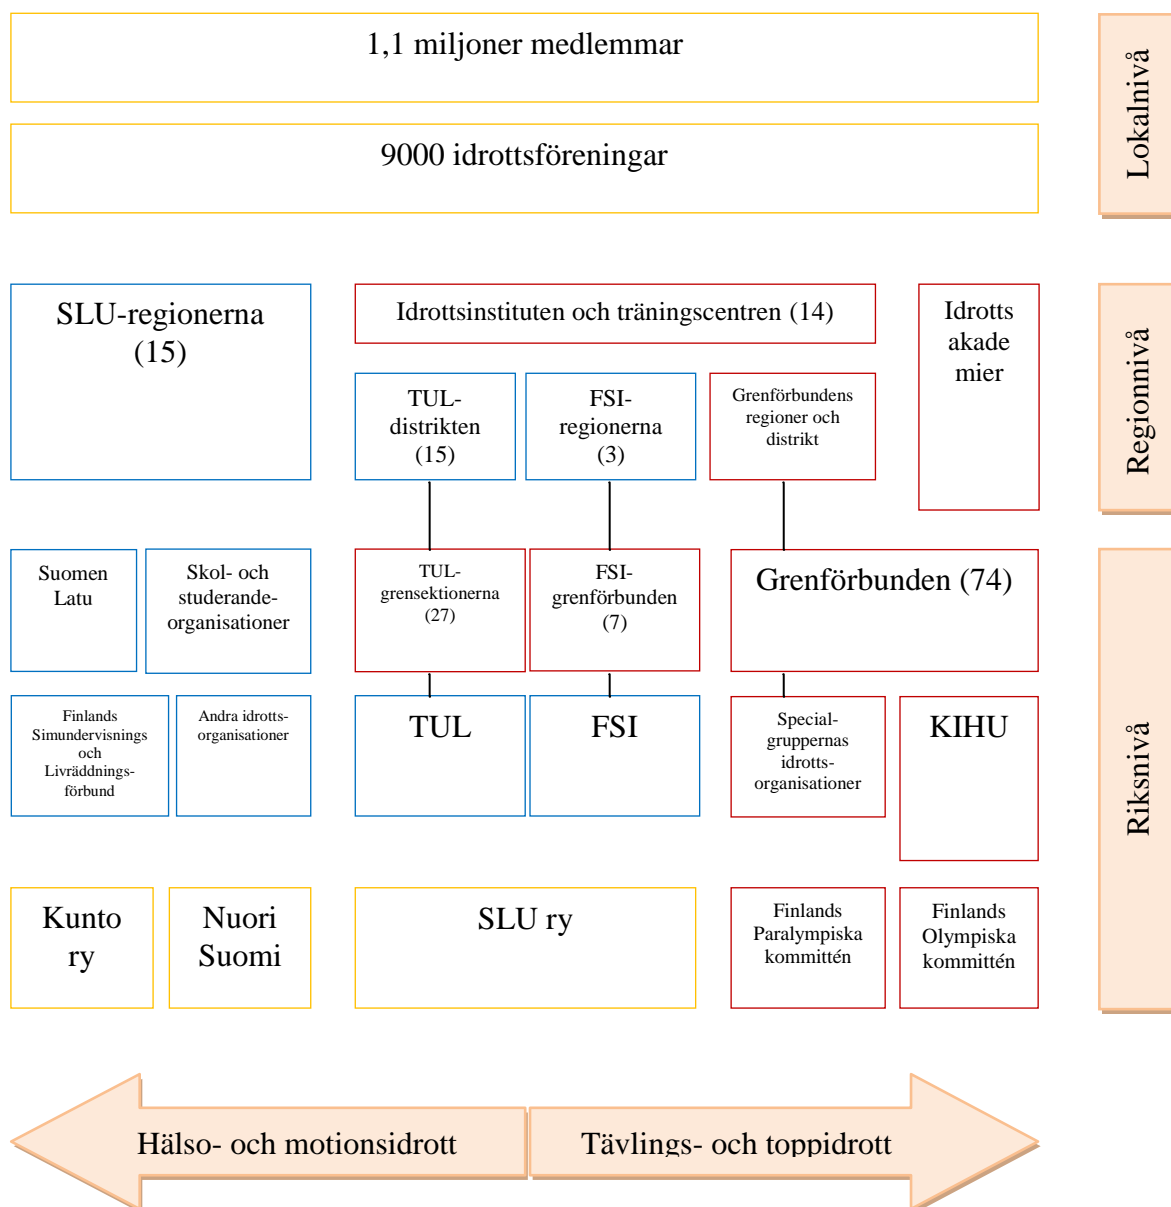 1,1 miljoner medlemmar
9000 idrottsföreningar
Lokalnivå
SLU-regionerna
(15)
Idrottsinstituten och träningscentren (14)
Idrotts
akade
mier
TUL-
distrikten
(15)
FSI-
regionerna
(3)
Grenförbundens
regioner och
distrikt
Regionnivå
Suomen
Latu
Skol- och
studerande-
organisationer
TUL-
grensektionerna
(27)
FSI-
grenförbunden
(7)
Grenförbunden (74)
Finlands
Simundervisnings
och
Livräddnings-
förbund
Andra idrotts-
organisationer
TUL
FSI
Special-
gruppernas
idrotts-
organisationer
KIHU
Riksnivå
Kunto
ry
Nuori
Suomi
SLU ry
Finlands
Paralympiska
kommittén
Finlands
Olympiska
kommittén
Hälso- och motionsidrott
Tävlings- och toppidrott